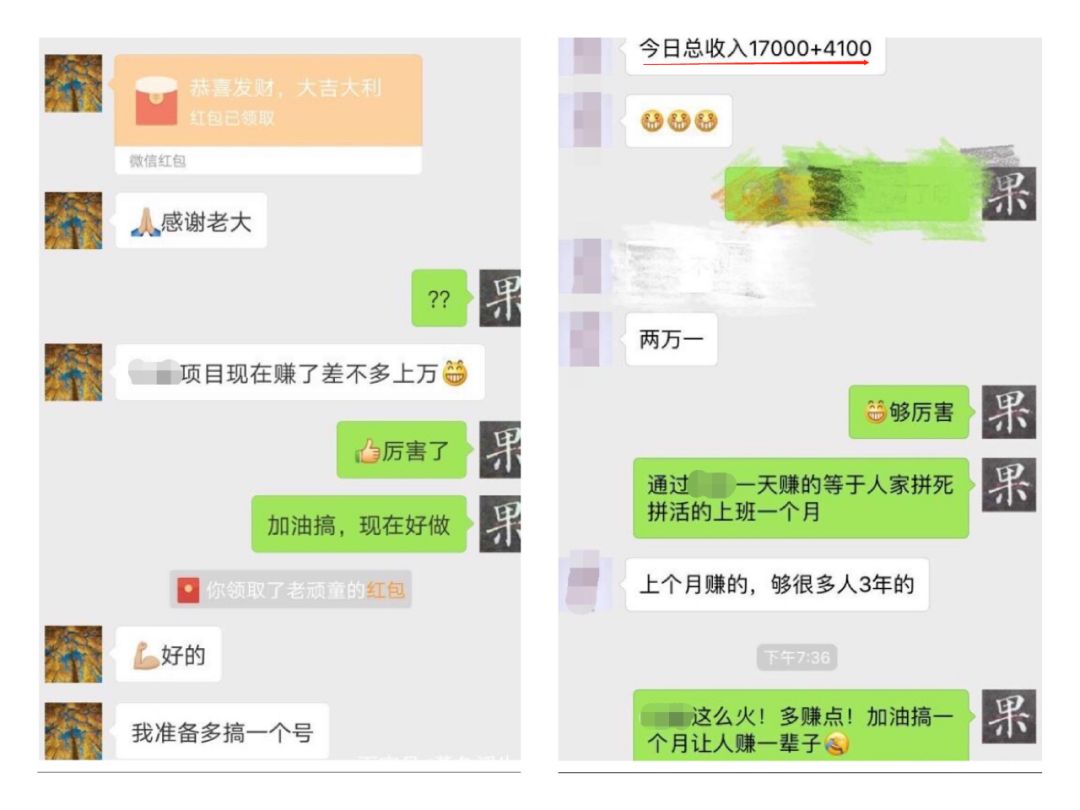 恭喜发财，大吉大利
红包已领取
微信红包
感谢老大
??
果
项目现在赚了差不多上万
厉害了
果
加油搞，现在好做
果
你领取了老顽童的红包
好的
我准备多搞一个号
今日总收入17000+4100
果
两万一
够厉害
果
通过一天赚的等于人家拼死
拼活的上班一个月
果
上个月赚的，够很多人3年的
下午7:36
这么火！多赚点！加油搞一
个月让人赚一辈子
果